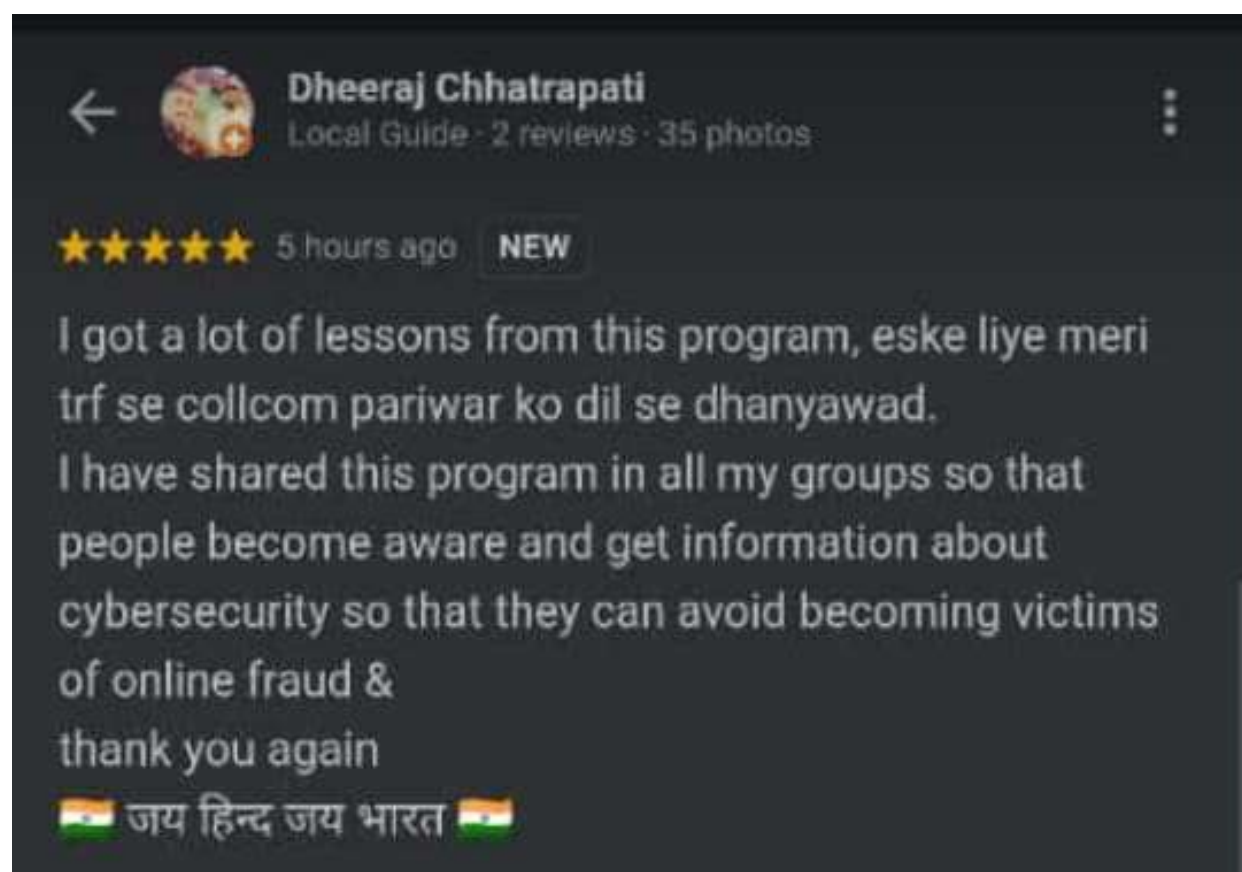 Dheeraj Chhatrapati
Local Guide · 2 reviews · 35 photos
5 hours ago NEW
I got a lot of lessons from this program, eske liye meri
trf se collcom pariwar ko dil se dhanyawad.
I have shared this program in all my groups so that
people become aware and get information about
cybersecurity so that they can avoid becoming victims
of online fraud &
thank you again
🇮🇳 जय हिन्द जय भारत 🇮🇳